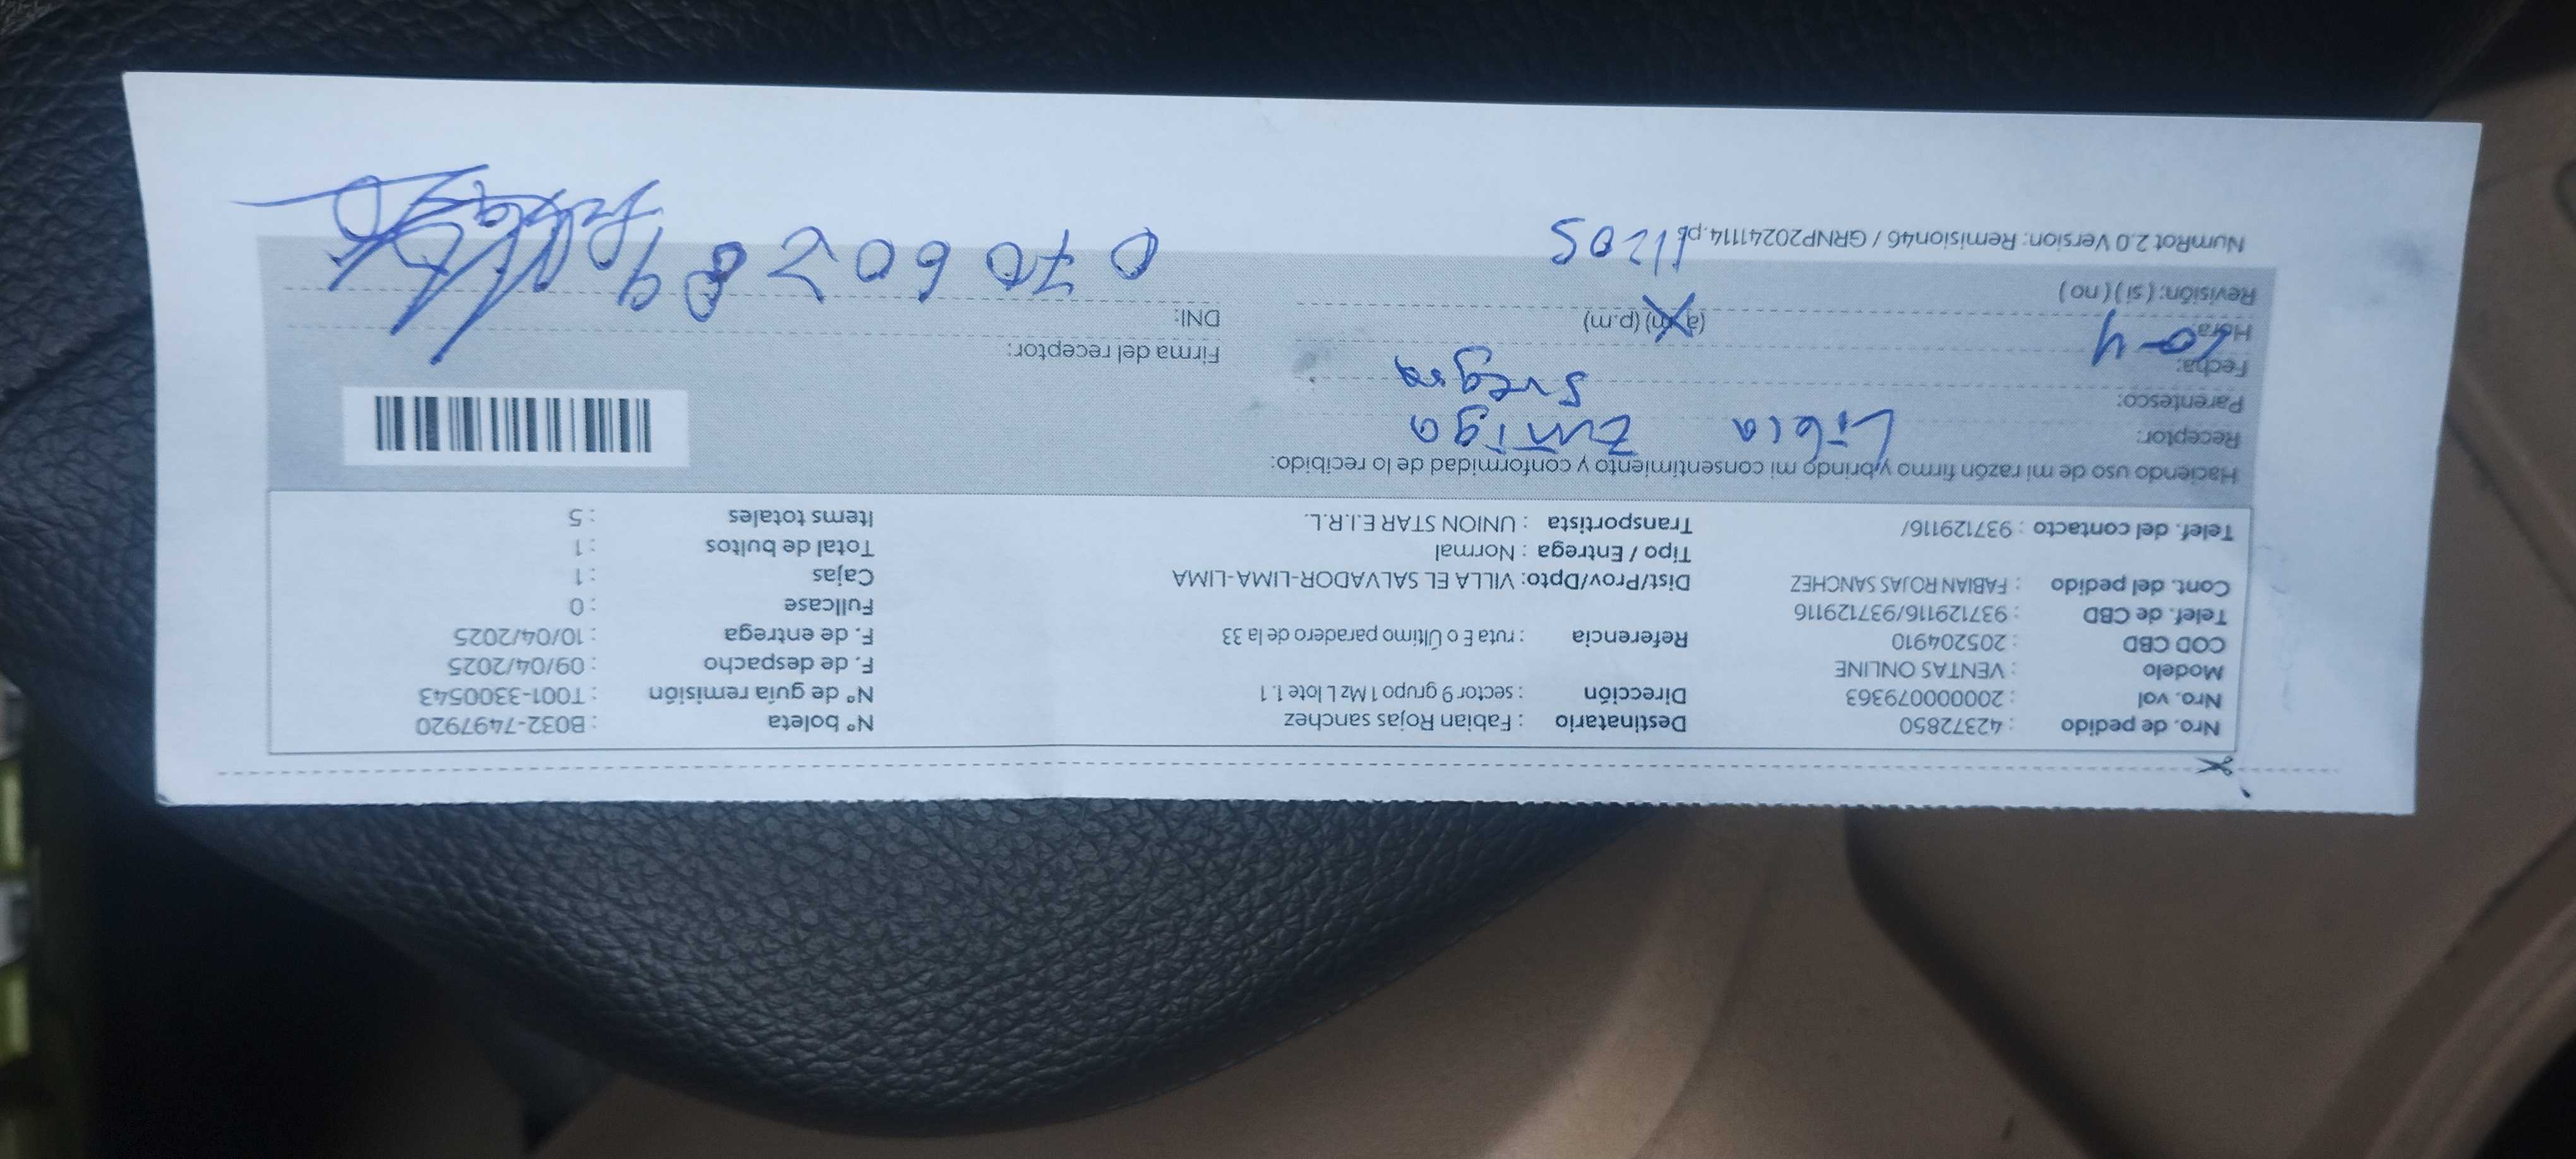 Nro. de pedido : 42372850 Destinatario : Fabian Rojas sanchez N° boleta : B032-7497920
Nro. vol : 2000000079363 Dirección : sector 9 grupo 1 Mz L lote 1. 1 N° de guía remisión : T001-3300543
Modelo : VENTAS ONLINE F. de despacho : 09/04/2025
COD CBD : 205204910 Referencia : ruta E o Último paradero de la 33 F. de entrega : 10/04/2025
Telef. de CBD : 937129116/937129116 Fullcase : 0
Cont. del pedido : FABIAN ROJAS SANCHEZ Dist/Prov/Dpto: VILLA EL SALVADOR-LIMA-LIMA Cajas : 1
Tipo / Entrega : Normal Total de bultos : 1
Telef. del contacto : 937129116/ Transportista : UNION STAR E.I.R.L. Items totales : 5
Haciendo uso de mi razón firmo y brindo mi consentimiento y conformidad de lo recibido:
Receptor: Libia Zuñiga
Parentesco: Suegra
Fecha: 10-4 Firma del receptor:
Hora: (a.m) (p.m) DNI: 07060289
Revisión: ( si ) ( no )
NumRot 2.0 Version: Remision46 / GRNP20241114.p